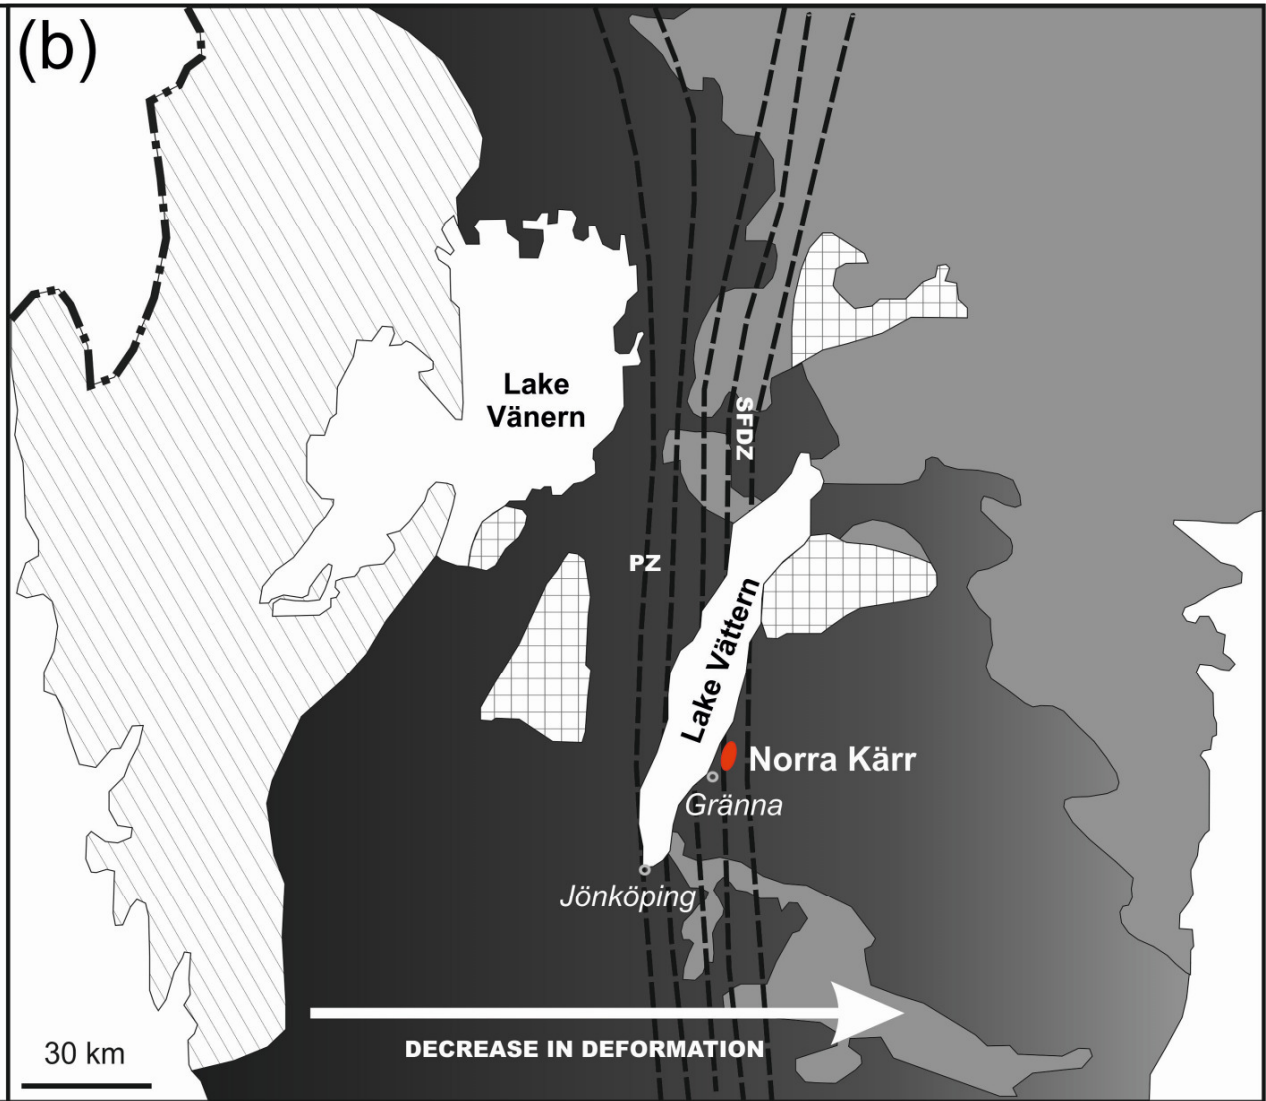 (b)
Lake
Vänern
SFDZ
PZ
Lake Vättern
Norra Kärr
Gränna
Jönköping
DECREASE IN DEFORMATION
30 km